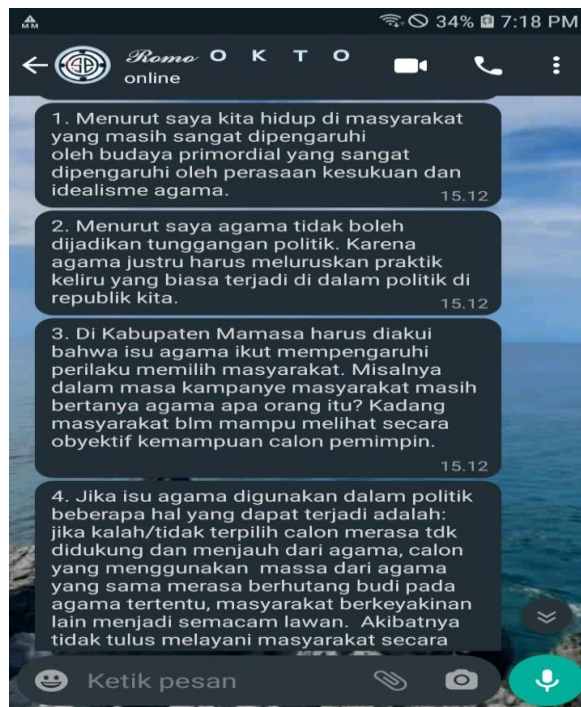 MM 34% 7:18 PM
Romo O K T O
online
1. Menurut saya kita hidup di masyarakat
yang masih sangat dipengaruhi
oleh budaya primordial yang sangat
dipengaruhi oleh perasaan kesukuan dan
idealisme agama.
15.12
2. Menurut saya agama tidak boleh
dijadikan tunggangan politik. Karena
agama justru harus meluruskan praktik
keliru yang biasa terjadi di dalam politik di
republik kita.
15.12
3. Di Kabupaten Mamasa harus diakui
bahwa isu agama ikut mempengaruhi
perilaku memilih masyarakat. Misalnya
dalam masa kampanye masyarakat masih
bertanya agama apa orang itu? Kadang
masyarakat blm mampu melihat secara
obyektif kemampuan calon pemimpin.
15.12
4. Jika isu agama digunakan dalam politik
beberapa hal yang dapat terjadi adalah:
jika kalah/tidak terpilih calon merasa tdk
didukung dan menjauh dari agama, calon
yang menggunakan massa dari agama
yang sama merasa berhutang budi pada
agama tertentu, masyarakat berkeyakinan
lain menjadi semacam lawan. Akibatnya
tidak tulus melayani masyarakat secara
Ketik pesan